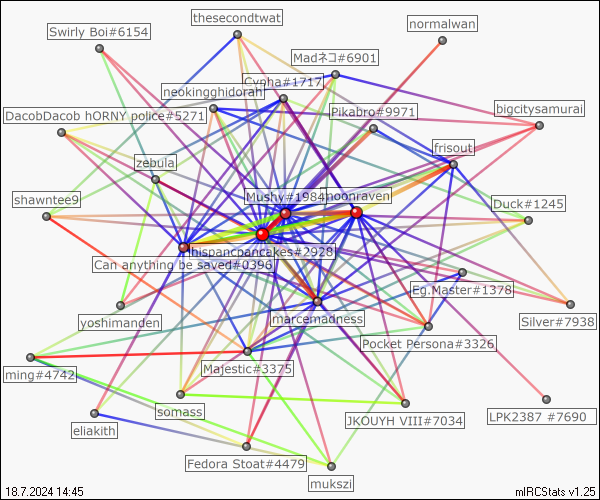 thesecondtwat
normalwan
Swirly Boi#6154
Madネコ#6901
Cypha#1717
neokingghidorah
bigcitysamurai
Pikabro#9971
DacobDacob hORNY police#5271
frisout
zebula
shawntee9
Mushy#1984
moonraven
Duck#1245
hispancpancakes#2928
Can anything be saved#0396
Eg.Master#1378
yoshimanden
marcemadness
Silver#7938
Pocket Persona#3326
ming#4742
Majestic#3375
somass
JKOUYH VIII#7034
LPK2387 #7690
eliakith
Fedora Stoat#4479
mukszi
18.7.2024 14:45
mIRCStats v1.25